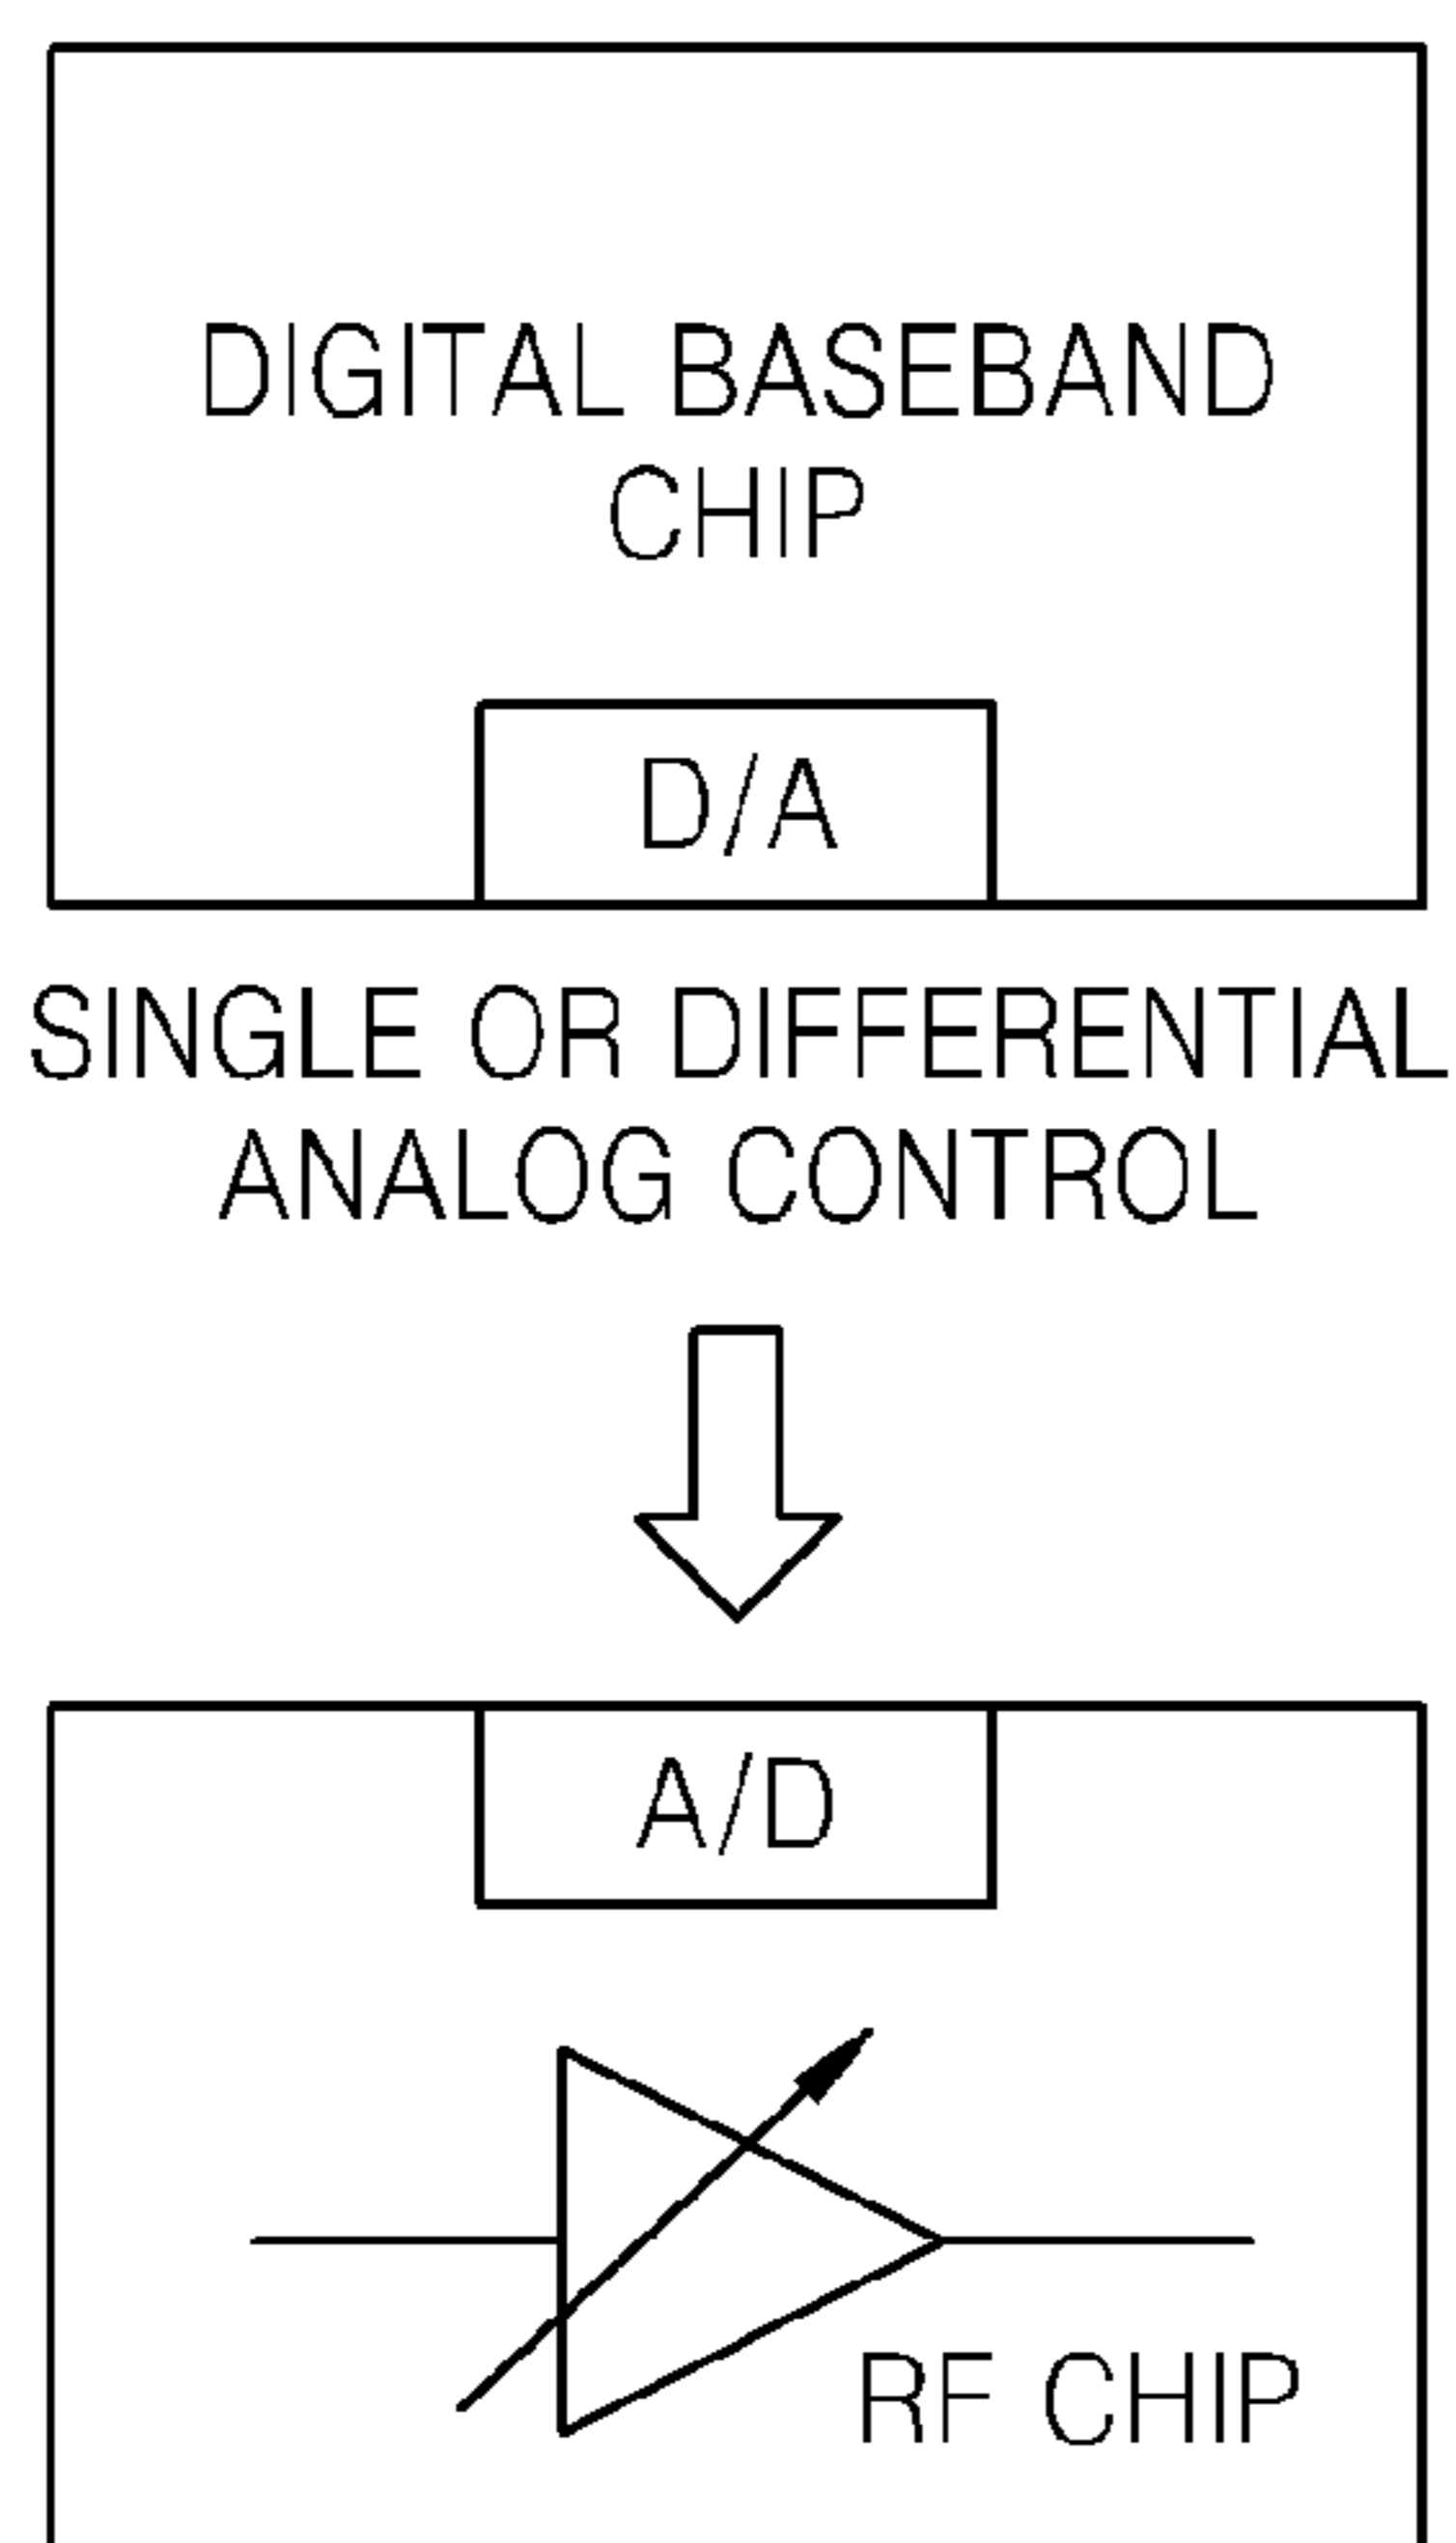 DIGITAL BASEBAND
CHIP
D/A
SINGLE OR DIFFERENTIAL
ANALOG CONTROL
A/D
RF CHIP